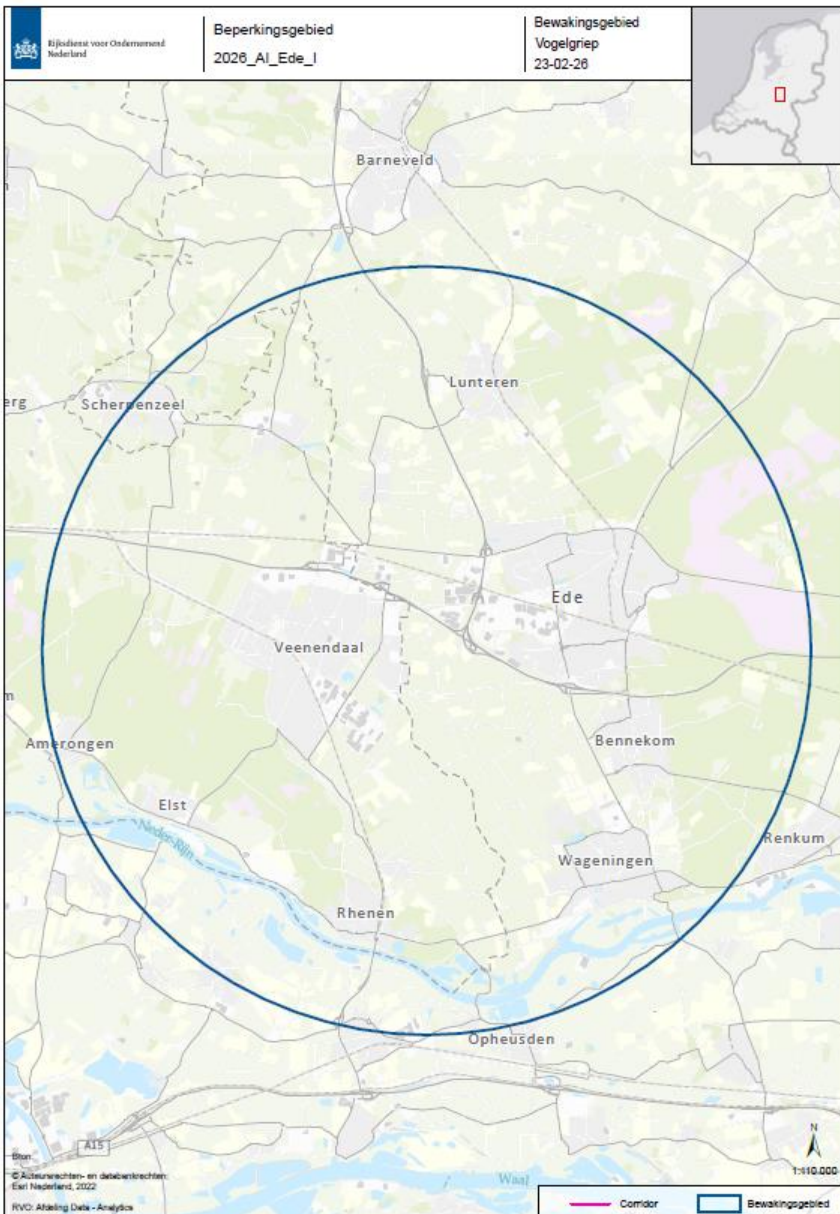 Rijksdienst voor Ondernemend
Nederland
Beperkingsgebied
2026_AI_Ede_I
Bewakingsgebied
Vogelgriep
23-02-26
Barneveld
Lunteren
erg
Scherpenzeel
Ede
Veenendaal
m
Amerongen
Bennekom
Elst
Neder-Rijn
Renkum
Wageningen
Rhenen
Opheusden
A15
N
Bron:
© Auteursrechten- en databankrechten:
Esri Nederland, 2022
RVO: Afdeling Data - Analytics
Waal
1:110.000
Corridor
Bewakingsgebied